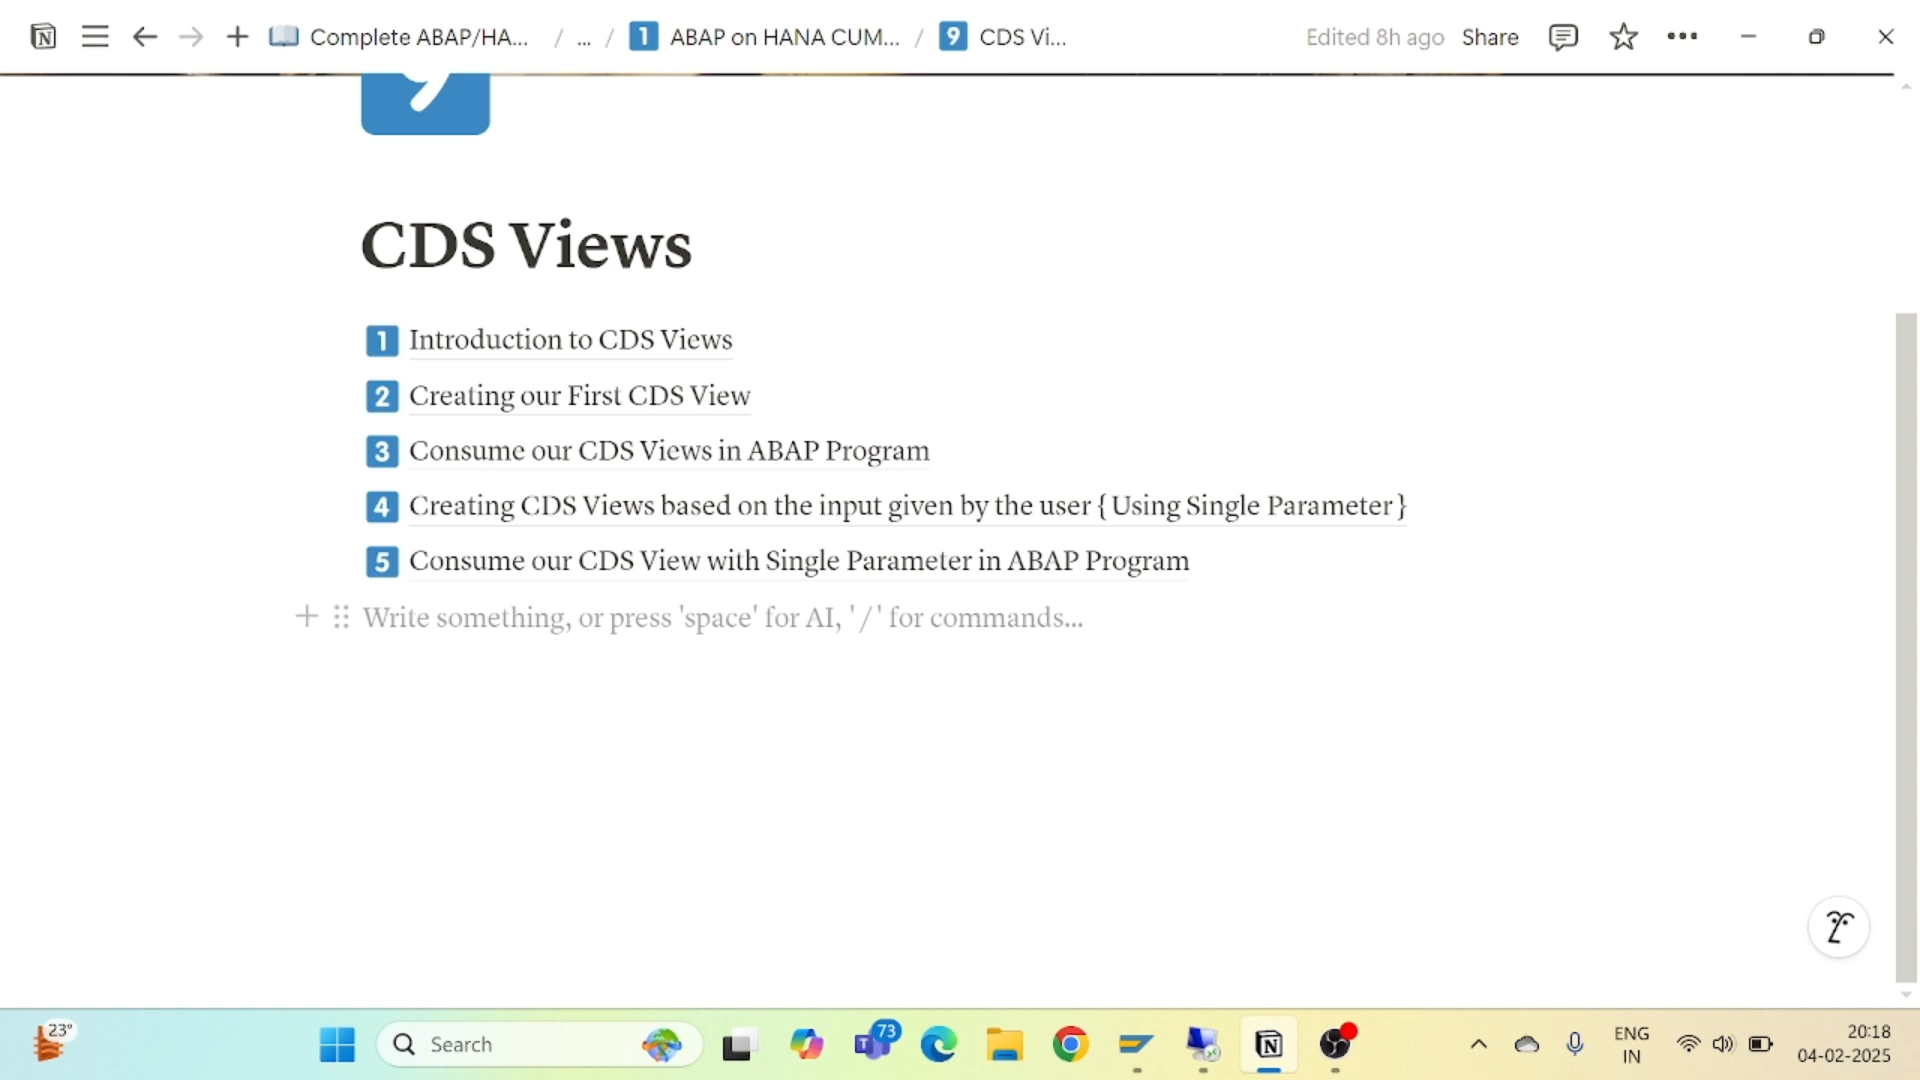 Complete ABAP/HA... / ... / 1 ABAP on HANA CUM... / 9 CDS Vi... Edited 8h ago Share
CDS Views
1 Introduction to CDS Views
2 Creating our First CDS View
3 Consume our CDS Views in ABAP Program
4 Creating CDS Views based on the input given by the user { Using Single Parameter }
5 Consume our CDS View with Single Parameter in ABAP Program
Write something, or press 'space' for AI, '/' for commands...
23°
Search
73
ENG
IN
20:18
04-02-2025